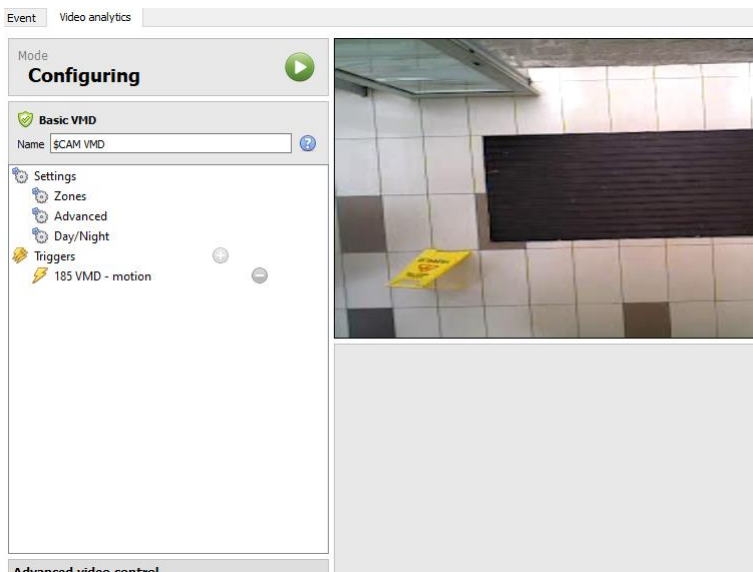 Event Video analytics
Mode
Configuring
Basic VMD
Name $CAM VMD
Settings
Zones
Advanced
Day/Night
Triggers
185 VMD - motion
Advanced video control